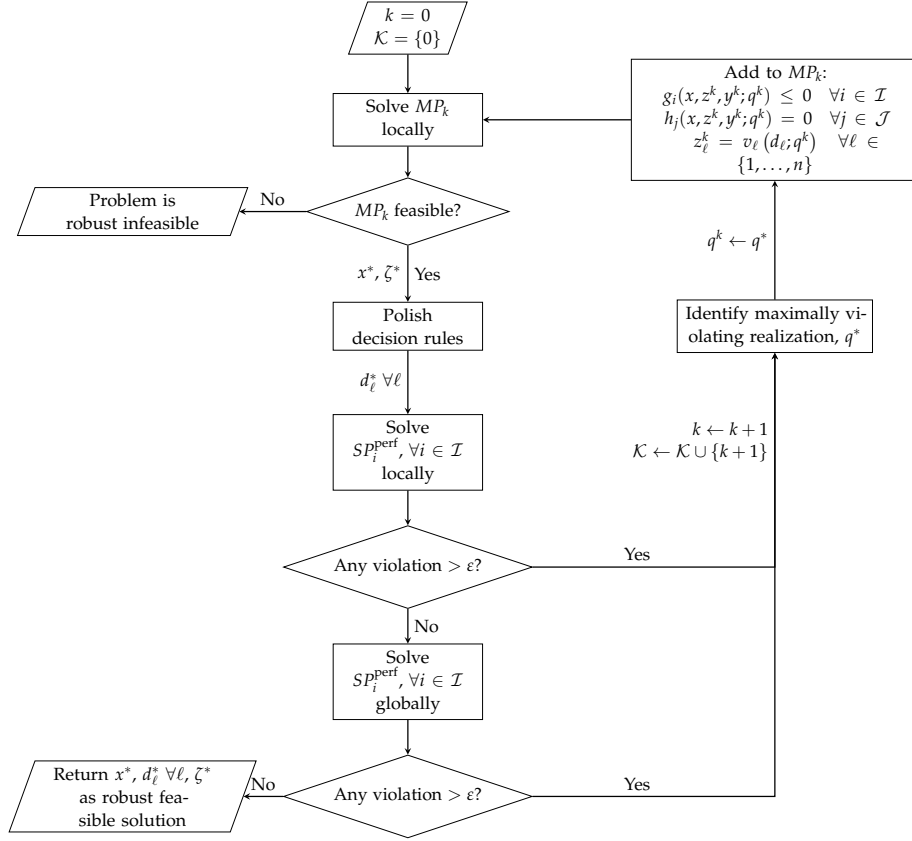 k = 0
𝒦 = {0}
Solve MP_k
locally
Add to MP_k:
g_i(x, z^k, y^k; q^k) ≤ 0 ∀i ∈ ℐ
h_j(x, z^k, y^k; q^k) = 0 ∀j ∈ 𝒥
z_ℓ^k = v_ℓ (d_ℓ; q^k) ∀ℓ ∈
{1, . . . , n}
MP_k feasible?
No
Problem is
robust infeasible
x*, ζ* Yes
q^k ← q*
Polish
decision rules
Identify maximally vi-
olating realization, q*
d_ℓ* ∀ℓ
Solve
SP_i^perf, ∀i ∈ ℐ
locally
k ← k + 1
𝒦 ← 𝒦 ∪ {k + 1}
Any violation > ε?
Yes
No
Solve
SP_i^perf, ∀i ∈ ℐ
globally
Any violation > ε?
Yes
No
Return x*, d_ℓ* ∀ℓ, ζ*
as robust fea-
sible solution